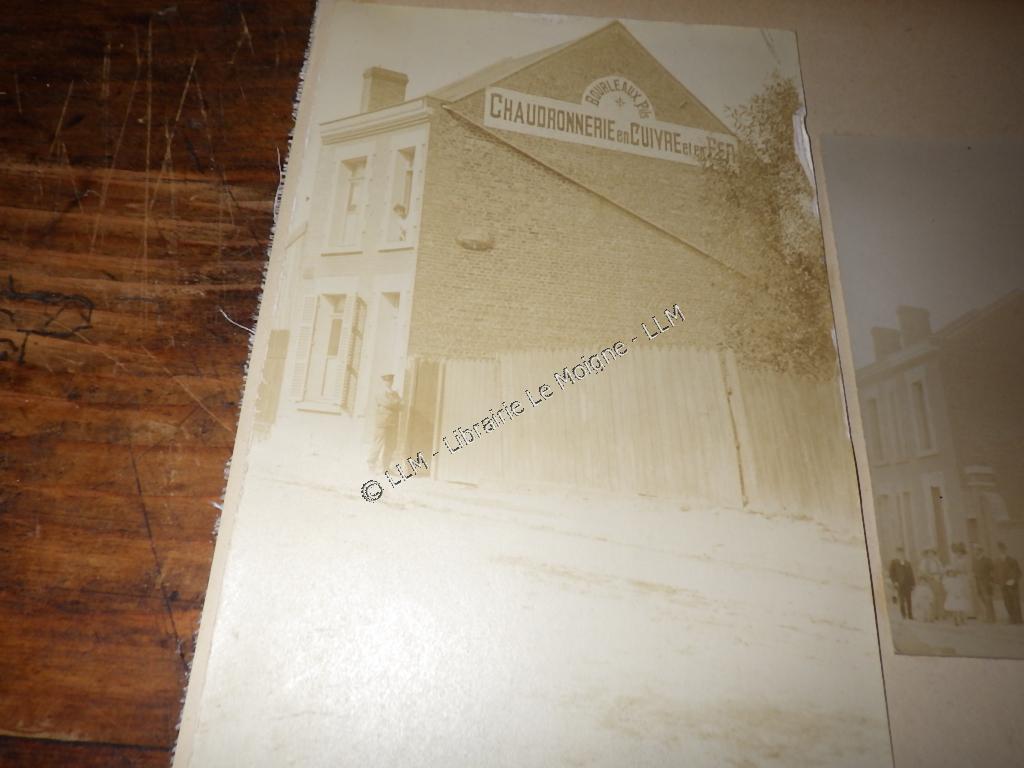 BOURLEAUX, Fils
CHAUDRONNERIE en CUIVRE et en FER
© LLM - Librairie Le Moigne - LLM